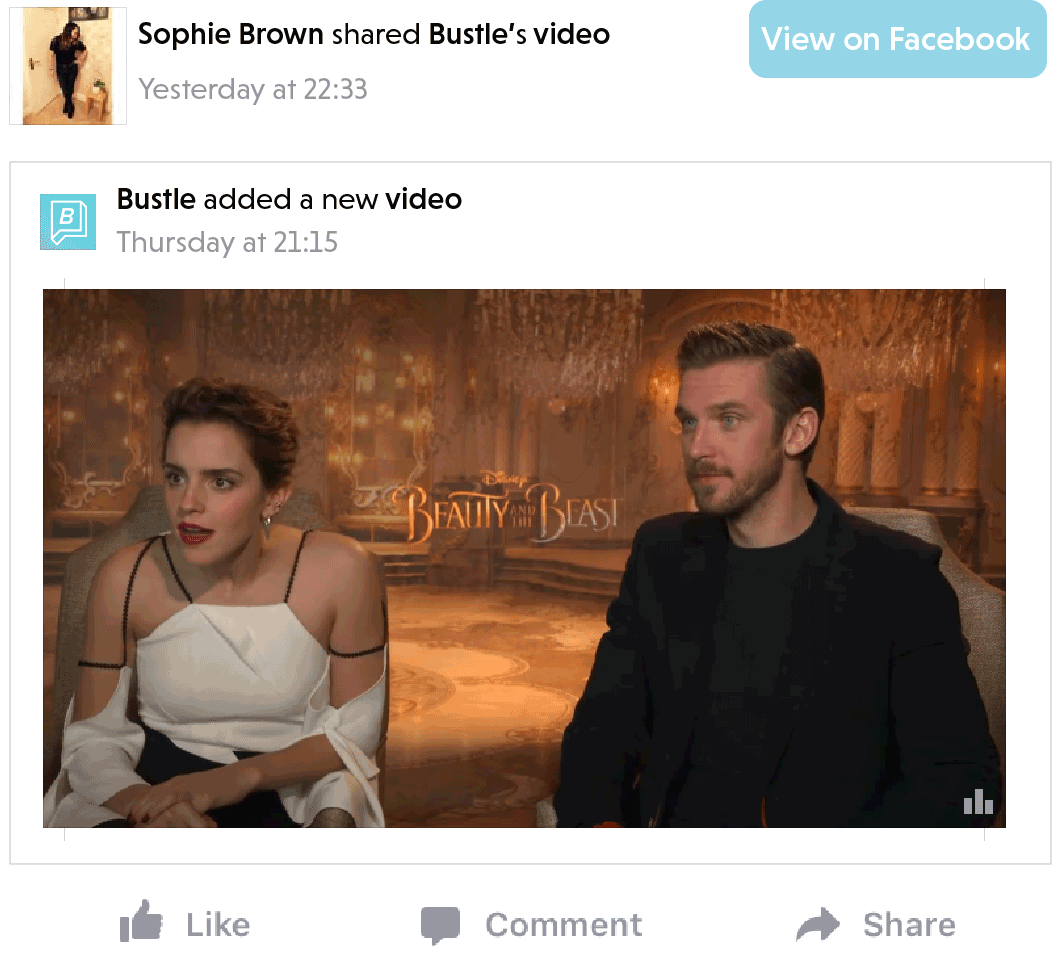 Sophie Brown shared Bustle's video
View on Facebook
Yesterday at 22:33
B
Bustle added a new video
Thursday at 21:15
Disney
BEAUTY AND THE BEAST
Like
Comment
Share